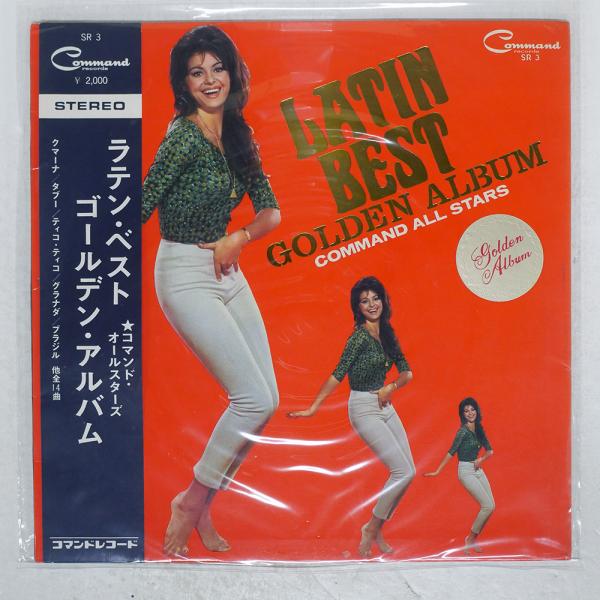 SR 3
Command
records
¥ 2,000
STEREO
ラテン・ベスト
ゴールデン・アルバム
★コマンド・
オールスターズ
クマーナ/タブー/ティコ・ティコ/グラナダ/ブラジル 他全14曲
コマンドレコード
Command
records
SR 3
LATIN
BEST
GOLDEN ALBUM
COMMAND ALL STARS
Golden
Album